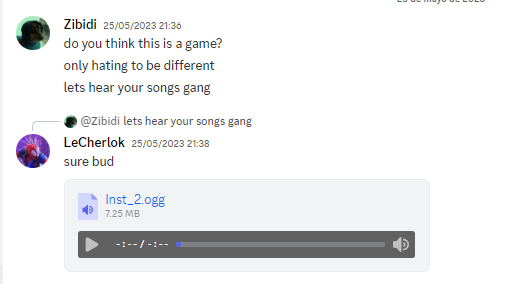 25 de mayo de 2023
Zibidi 25/05/2023 21:36
do you think this is a game?
only hating to be different
lets hear your songs gang
@Zibidi lets hear your songs gang
LeCherlok 25/05/2023 21:38
sure bud
Inst_2.ogg
7.25 MB
-:-- / -:--